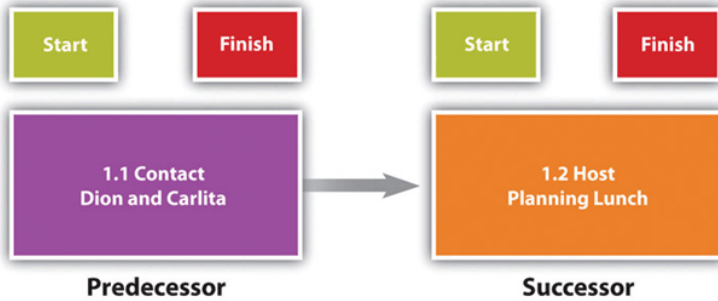 Start
Finish
Start
Finish
1.1 Contact
Dion and Carlita
1.2 Host
Planning Lunch
Predecessor
Successor